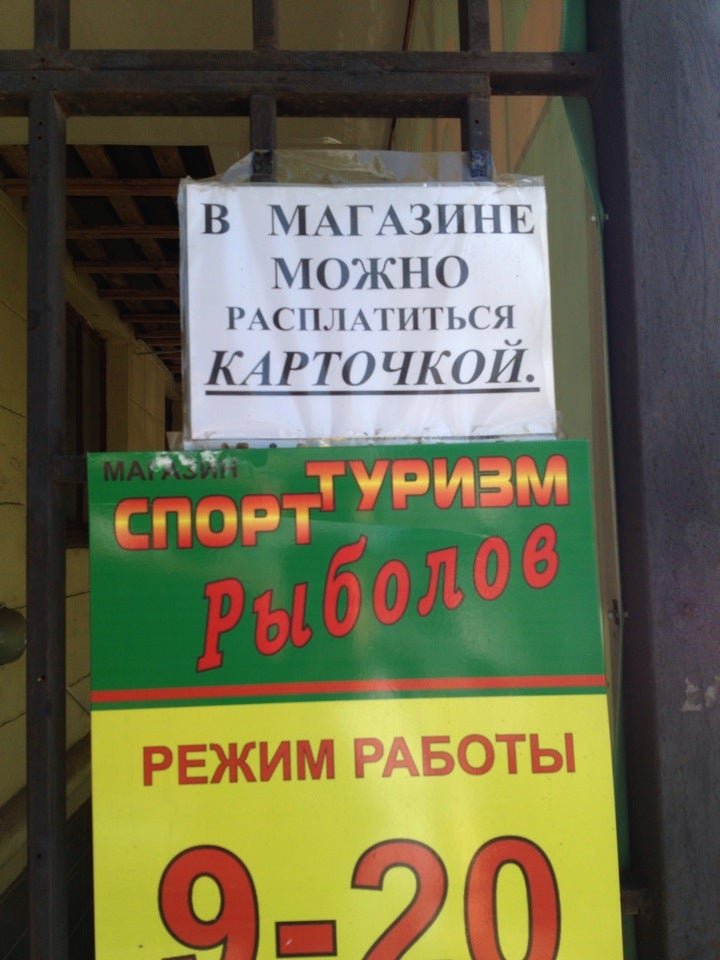 В МАГАЗИНЕ
МОЖНО
РАСПЛАТИТЬСЯ
КАРТОЧКОЙ.
МАГАЗИН
СПОРТ ТУРИЗМ
Рыболов
РЕЖИМ РАБОТЫ
9-20